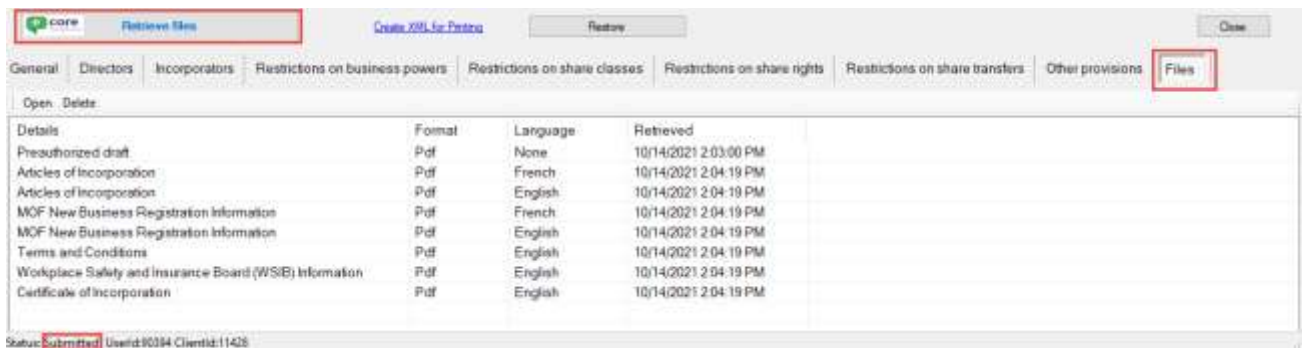 core Retrieve files Create XML for Printing Restore Close
General Directors Incorporators Restrictions on business powers Restrictions on share classes Restrictions on share rights Restrictions on share transfers Other provisions Files
Open Delete
Details Format Language Retrieved
Preauthorized draft Pdf None 10/14/2021 2:03:00 PM
Articles of Incorporation Pdf French 10/14/2021 2:04:19 PM
Articles of Incorporation Pdf English 10/14/2021 2:04:19 PM
MOF New Business Registration Information Pdf French 10/14/2021 2:04:19 PM
MOF New Business Registration Information Pdf English 10/14/2021 2:04:19 PM
Terms and Conditions Pdf English 10/14/2021 2:04:19 PM
Workplace Safety and Insurance Board (WSIB) Information Pdf English 10/14/2021 2:04:19 PM
Certificate of Incorporation Pdf English 10/14/2021 2:04:19 PM
Status:Submitted UserId:80384 ClientId:11428